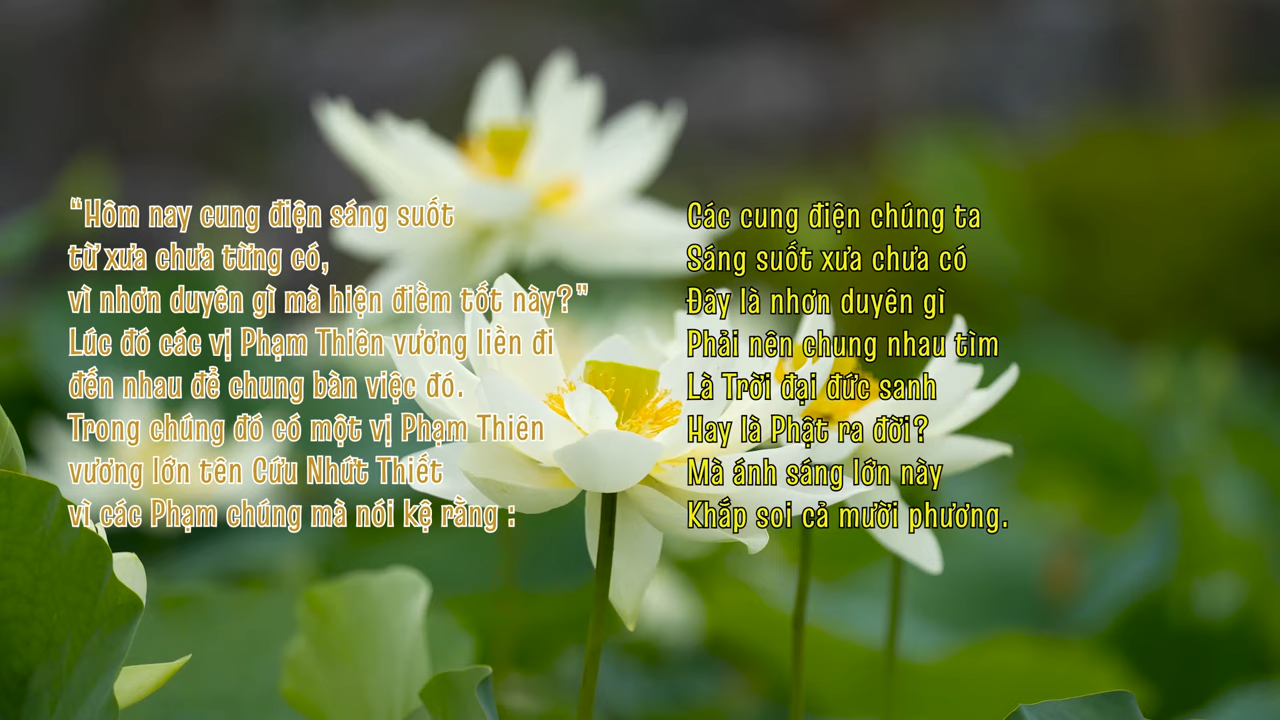 “Hôm nay cung điện sáng suốt
từ xưa chưa từng có,
vì nhơn duyên gì mà hiện điềm tốt này?”
Lúc đó các vị Phạm Thiên vương liền đi
đến nhau để chung bàn việc đó.
Trong chúng đó có một vị Phạm Thiên
vương lớn tên Cứu Nhứt Thiết
vì các Phạm chúng mà nói kệ rằng :
Các cung điện chúng ta
Sáng suốt xưa chưa có
Đây là nhơn duyên gì
Phải nên chung nhau tìm
Là Trời đại đức sanh
Hay là Phật ra đời?
Mà ánh sáng lớn này
Khắp soi cả mười phương.